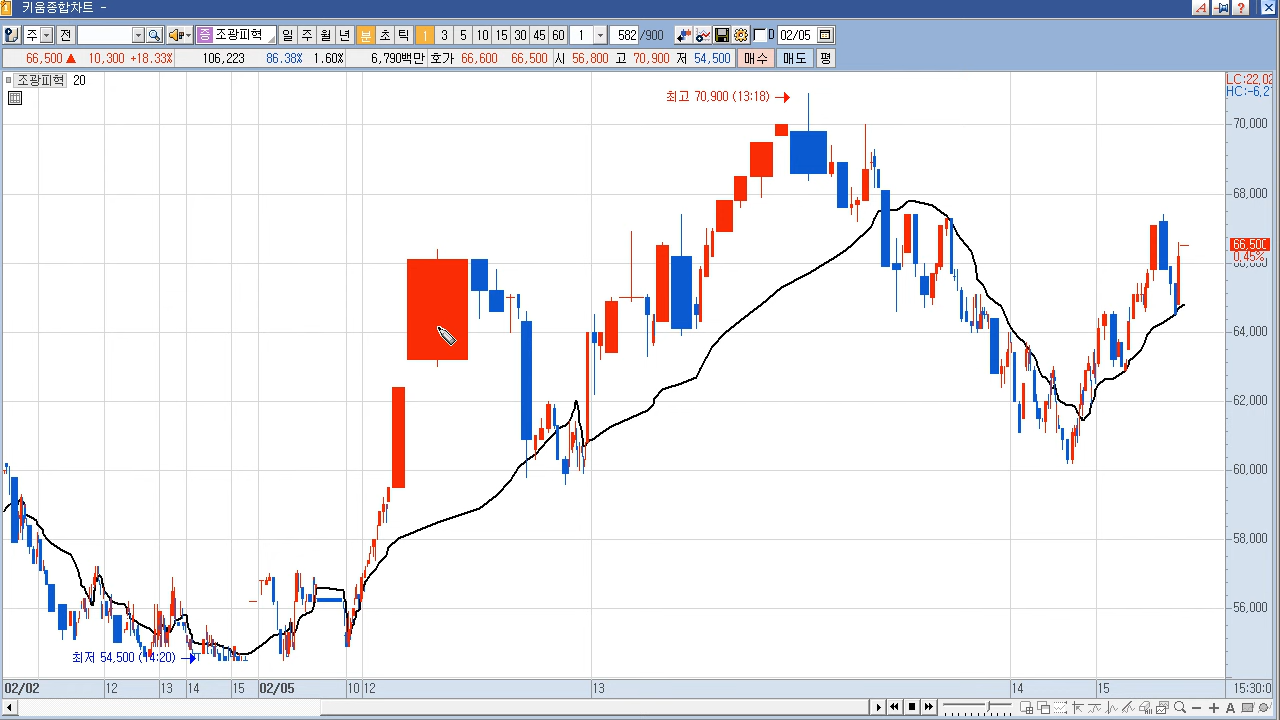 키움종합차트
주 전 증 조광피혁 일 주 월 년 분 초 틱 1 3 5 10 15 30 45 60 1 582 /900 D 02/05
66,500 ▲ 10,300 +18.33% 106,223 86.38% 1.60% 6,790백만 호가 66,600 66,500 시 56,800 고 70,900 저 54,500 매수 매도 평
조광피혁 20
LC:22,02
HC:-6,21
최고 70,900 (13:18)
70,000
68,000
66,500
0.45%
66,000
64,000
62,000
60,000
58,000
56,000
최저 54,500 (14:20)
02/02 12 13 14 15 02/05 10 12 13 14 15 15:30:0